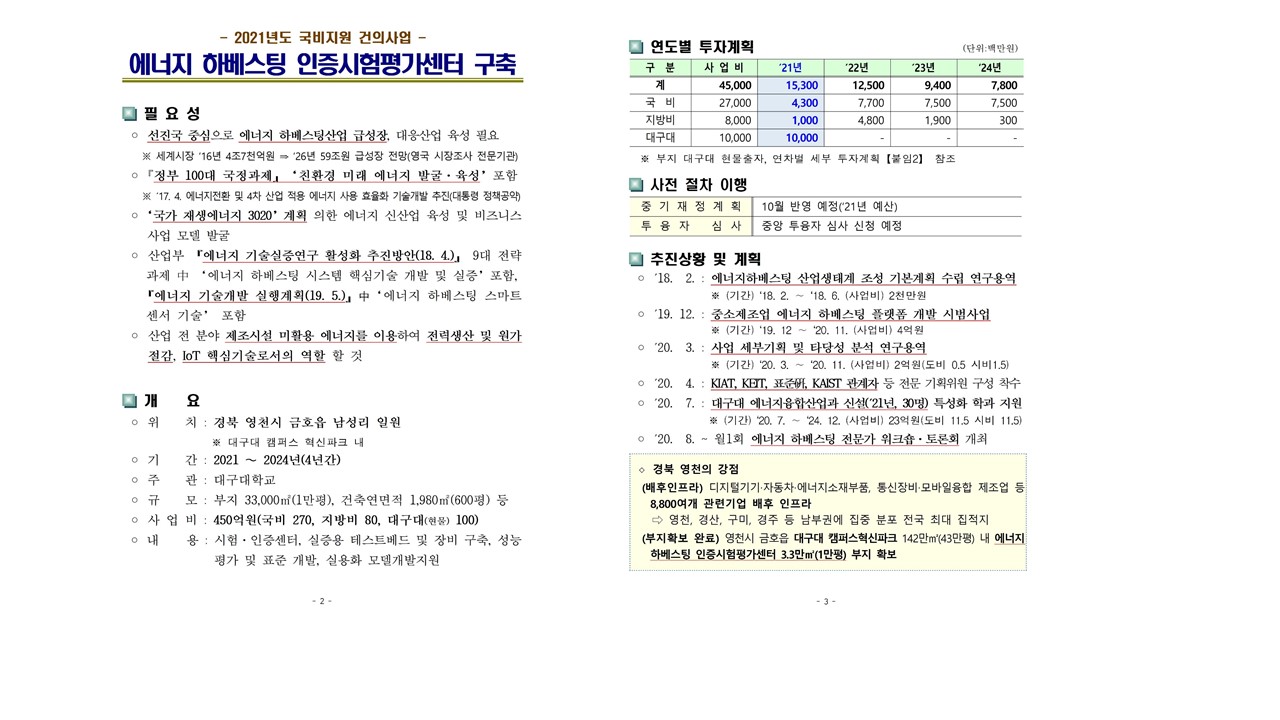 - 2021년도 국비지원 건의사업 -
에너지 하베스팅 인증시험평가센터 구축
필 요 성
○ 선진국 중심으로 에너지 하베스팅산업 급성장, 대응산업 육성 필요
※ 세계시장 '16년 4조7천억원 ⇒ '26년 59조원 급성장 전망(영국 시장조사 전문기관)
○ 『정부 100대 국정과제』 '친환경 미래 에너지 발굴·육성' 포함
※ '17. 4. 에너지전환 및 4차 산업 적용 에너지 사용 효율화 기술개발 추진(대통령 정책공약)
○ '국가 재생에너지 3020' 계획 의한 에너지 신산업 육성 및 비즈니스
사업 모델 발굴
○ 산업부 『에너지 기술실증연구 활성화 추진방안(18. 4.)』 9대 전략
과제 中 '에너지 하베스팅 시스템 핵심기술 개발 및 실증' 포함,
『에너지 기술개발 실행계획(19. 5.)』 中 '에너지 하베스팅 스마트
센서 기술' 포함
○ 산업 전 분야 제조시설 미활용 에너지를 이용하여 전력생산 및 원가
절감, IoT 핵심기술로서의 역할 할 것
개 요
○ 위 치 : 경북 영천시 금호읍 남성리 일원
※ 대구대 캠퍼스 혁신파크 내
○ 기 간 : 2021 ～ 2024년(4년간)
○ 주 관 : 대구대학교
○ 규 모 : 부지 33,000㎡(1만평), 건축연면적 1,980㎡(600평) 등
○ 사 업 비 : 450억원(국비 270, 지방비 80, 대구대(현물) 100)
○ 내 용 : 시험·인증센터, 실증용 테스트베드 및 장비 구축, 성능
평가 및 표준 개발, 실용화 모델개발지원
- 2 -
연도별 투자계획 (단위:백만원)
구 분 사 업 비 '21년 '22년 '23년 '24년
계 45,000 15,300 12,500 9,400 7,800
국 비 27,000 4,300 7,700 7,500 7,500
지방비 8,000 1,000 4,800 1,900 300
대구대 10,000 10,000 - - -
※ 부지 대구대 현물출자, 연차별 세부 투자계획【붙임2】 참조
사전 절차 이행
중 기 재 정 계 획 10월 반영 예정('21년 예산)
투 융 자 심 사 중앙 투융자 심사 신청 예정
추진상황 및 계획
○ '18. 2. : 에너지하베스팅 산업생태계 조성 기본계획 수립 연구용역
※ (기간) '18. 2. ～ '18. 6. (사업비) 2천만원
○ '19. 12. : 중소제조업 에너지 하베스팅 플랫폼 개발 시범사업
※ (기간) '19. 12 ～ '20. 11. (사업비) 4억원
○ '20. 3. : 사업 세부기획 및 타당성 분석 연구용역
※ (기간) '20. 3. ～ '20. 11. (사업비) 2억원(도비 0.5 시비1.5)
○ '20. 4. : KIAT, KEIT, 표준硏, KAIST 관계자 등 전문 기획위원 구성 착수
○ '20. 7. : 대구대 에너지융합산업과 신설('21년, 30명) 특성화 학과 지원
※ (기간) '20. 7. ～ '24. 12. (사업비) 23억원(도비 11.5 시비 11.5)
○ '20. 8. ~ 월1회 에너지 하베스팅 전문가 워크숍·토론회 개최
◇ 경북 영천의 강점
(배후인프라) 디지털기기·자동차·에너지소재부품, 통신장비·모바일융합 제조업 등
8,800여개 관련기업 배후 인프라
⇨ 영천, 경산, 구미, 경주 등 남부권에 집중 분포 전국 최대 집적지
(부지확보 완료) 영천시 금호읍 대구대 캠퍼스혁신파크 142만㎡(43만평) 내 에너지
하베스팅 인증시험평가센터 3.3만㎡(1만평) 부지 확보
- 3 -